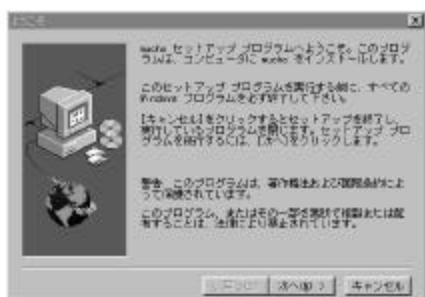 ようこそ
セットアップ プログラムへようこそ。このプログ
ラムは、コンピュータに をインストールします。
このセットアップ プログラムを実行する前に、すべての
Windows プログラムを必ず終了して下さい。
[キャンセル]をクリックするとセットアップを終了し、
実行しているプログラムを閉じます。セットアップ プロ
グラムを続行するには、[次へ]をクリックします。
警告 このプログラムは、著作権法および国際条約によ
って保護されています。
このプログラム、またはその一部を無断で複製または配
布することは、法律により禁止されています。
次へ(N) >
キャンセル